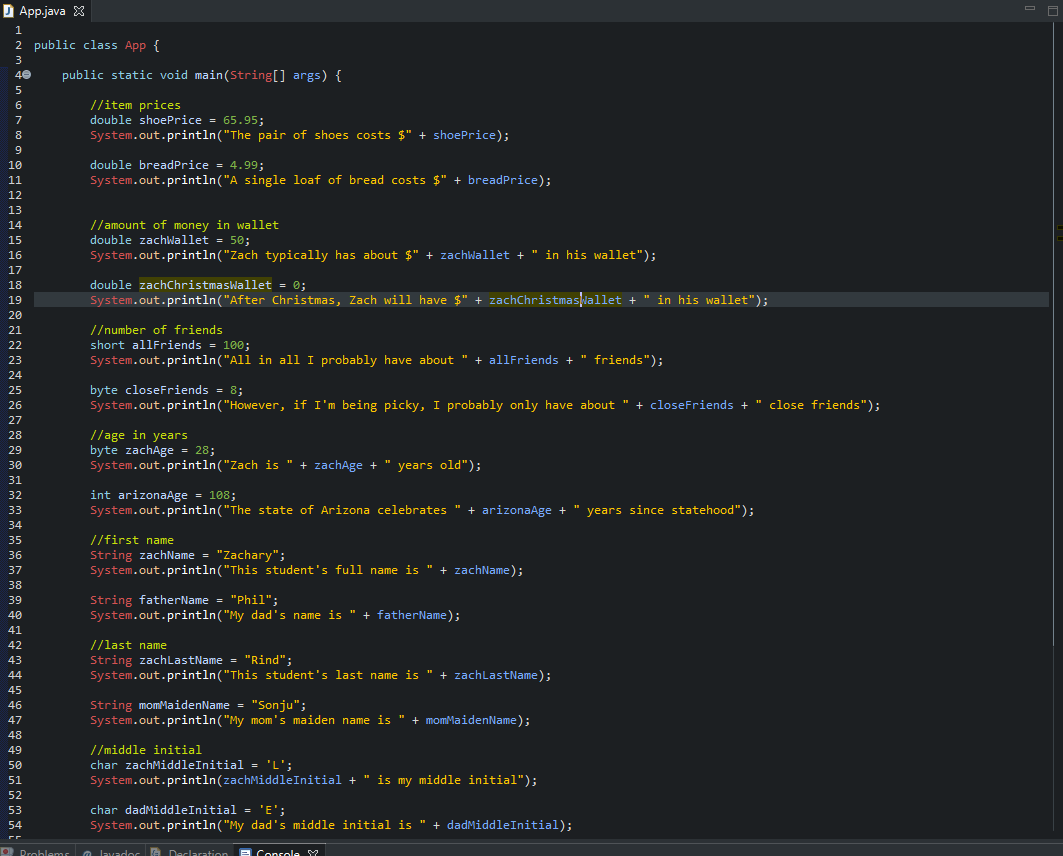 App.java
1
2 public class App {
3
4 public static void main(String[] args) {
5
6 //item prices
7 double shoePrice = 65.95;
8 System.out.println("The pair of shoes costs $" + shoePrice);
9
10 double breadPrice = 4.99;
11 System.out.println("A single loaf of bread costs $" + breadPrice);
12
13
14 //amount of money in wallet
15 double zachWallet = 50;
16 System.out.println("Zach typically has about $" + zachWallet + " in his wallet");
17
18 double zachChristmasWallet = 0;
19 System.out.println("After Christmas, Zach will have $" + zachChristmasWallet + " in his wallet");
20
21 //number of friends
22 short allFriends = 100;
23 System.out.println("All in all I probably have about " + allFriends + " friends");
24
25 byte closeFriends = 8;
26 System.out.println("However, if I'm being picky, I probably only have about " + closeFriends + " close friends");
27
28 //age in years
29 byte zachAge = 28;
30 System.out.println("Zach is " + zachAge + " years old");
31
32 int arizonaAge = 108;
33 System.out.println("The state of Arizona celebrates " + arizonaAge + " years since statehood");
34
35 //first name
36 String zachName = "Zachary";
37 System.out.println("This student's full name is " + zachName);
38
39 String fatherName = "Phil";
40 System.out.println("My dad's name is " + fatherName);
41
42 //last name
43 String zachLastName = "Rind";
44 System.out.println("This student's last name is " + zachLastName);
45
46 String momMaidenName = "Sonju";
47 System.out.println("My mom's maiden name is " + momMaidenName);
48
49 //middle initial
50 char zachMiddleInitial = 'L';
51 System.out.println(zachMiddleInitial + " is my middle initial");
52
53 char dadMiddleInitial = 'E';
54 System.out.println("My dad's middle initial is " + dadMiddleInitial);
55
Problems Javadoc Declaration Console